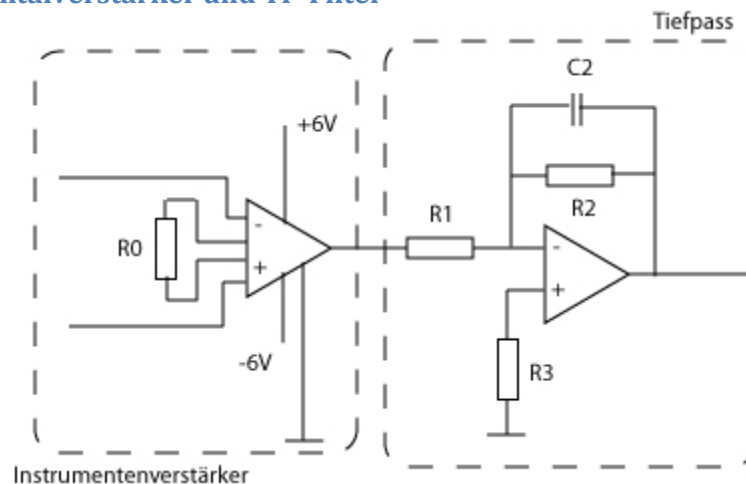 Tiefpass
C2
+6V
R2
R1
R0
-
+
-
+
-6V
R3
Instrumentenverstärker